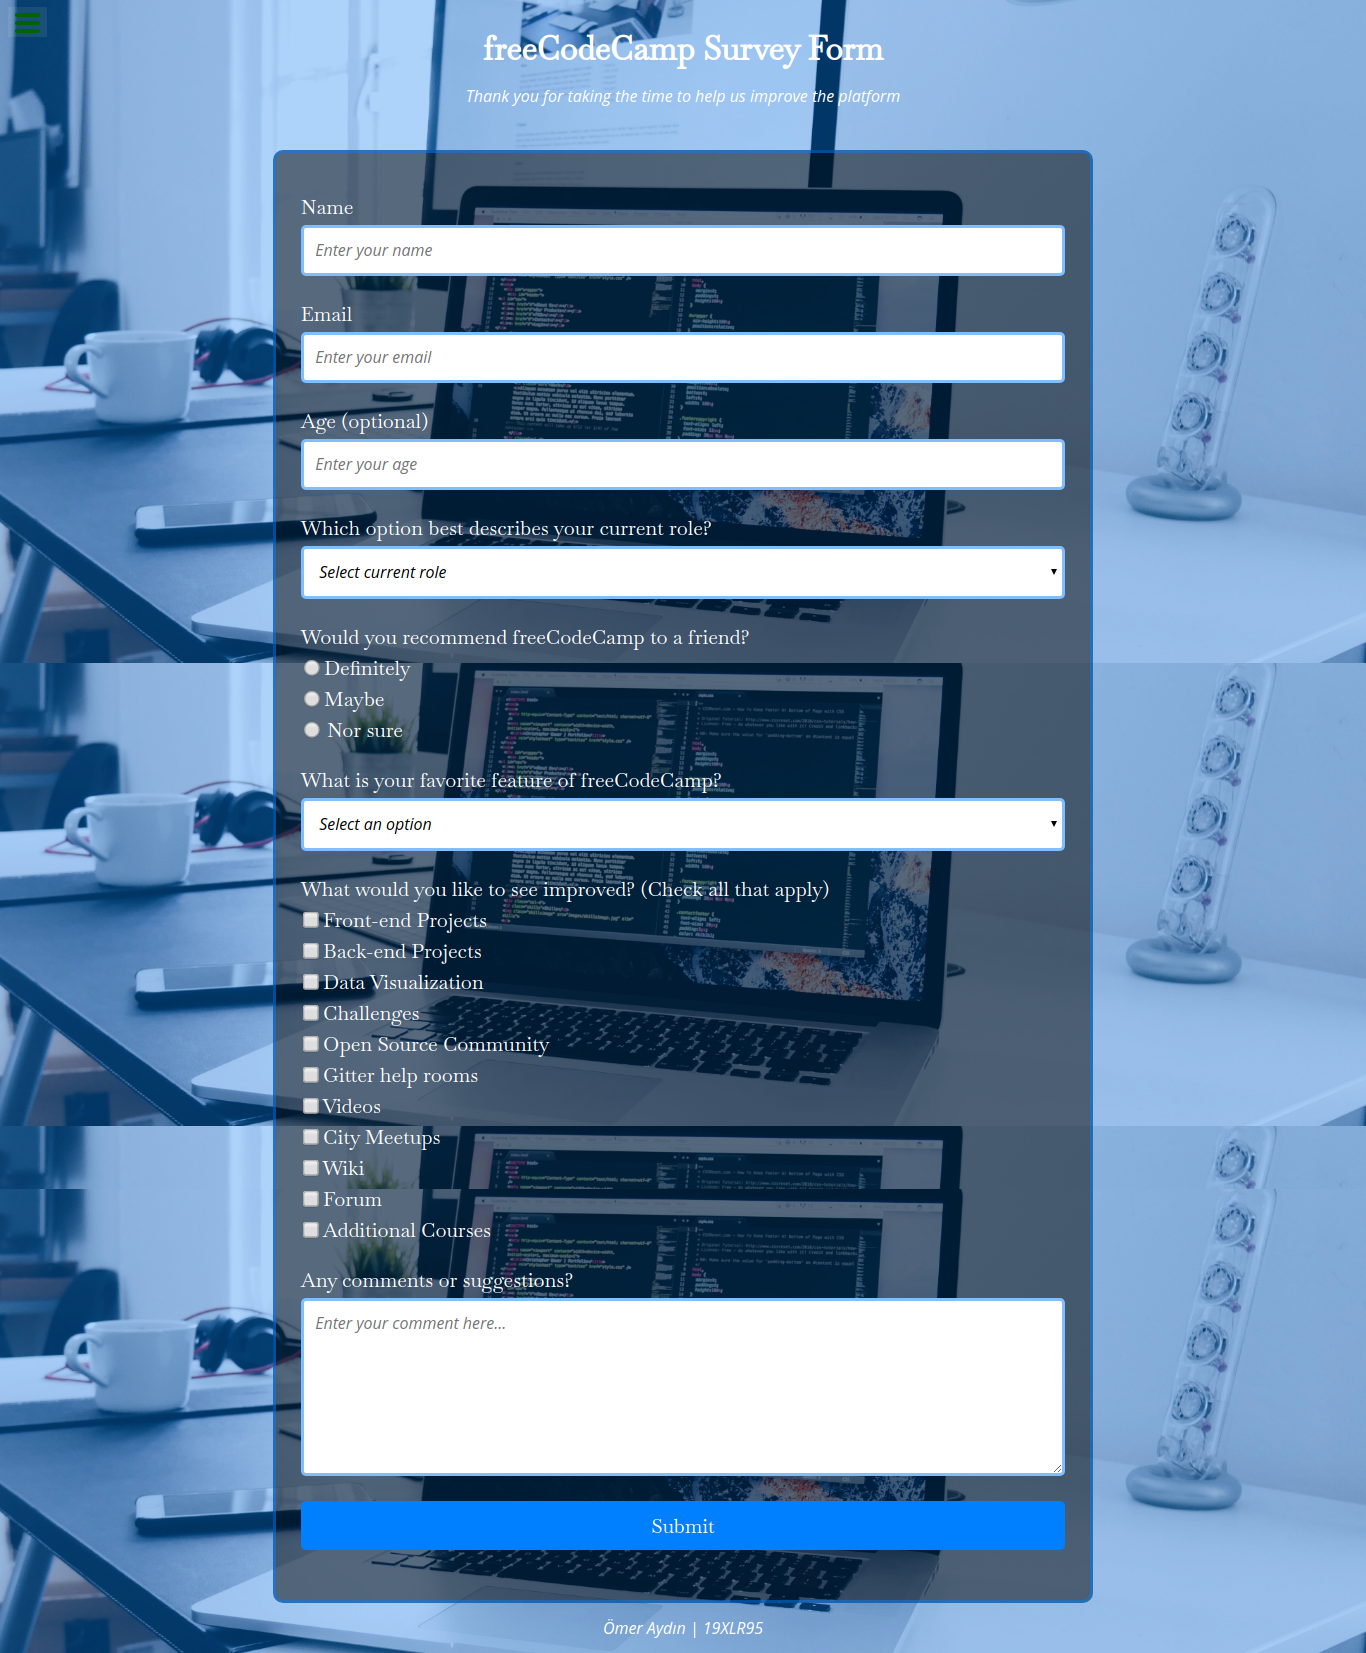 freeCodeCamp Survey Form
Thank you for taking the time to help us improve the platform
Name
Enter your name
Email
Enter your email
Age (optional)
Enter your age
Which option best describes your current role?
Select current role
Would you recommend freeCodeCamp to a friend?
Definitely
Maybe
Nor sure
What is your favorite feature of freeCodeCamp?
Select an option
What would you like to see improved? (Check all that apply)
Front-end Projects
Back-end Projects
Data Visualization
Challenges
Open Source Community
Gitter help rooms
Videos
City Meetups
Wiki
Forum
Additional Courses
Any comments or suggestions?
Enter your comment here...
Submit
Ömer Aydın | 19XLR95